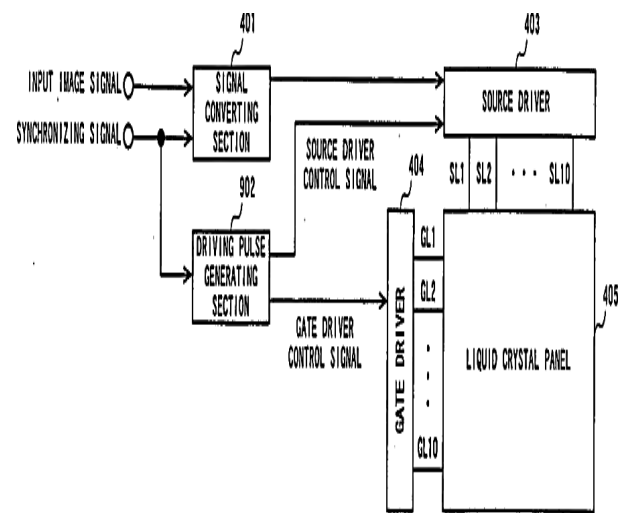 401
403
INPUT IMAGE SIGNAL
SIGNAL
CONVERTING
SECTION
SOURCE DRIVER
SYNCHRONIZING SIGNAL
SOURCE DRIVER
CONTROL SIGNAL
SL1 SL2 · · · SL10
404
902
DRIVING PULSE
GENERATING
SECTION
GL1
GL2
405
GATE DRIVER
CONTROL SIGNAL
GATE DRIVER
LIQUID CRYSTAL PANEL
GL10